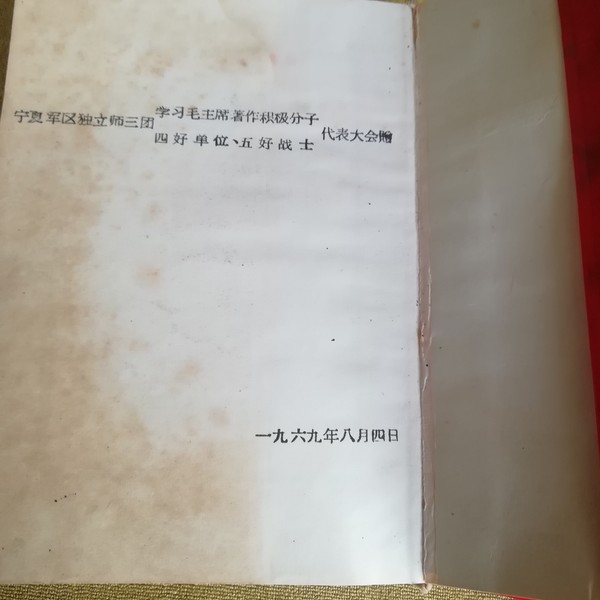 宁夏军区独立师三团
学习毛主席著作积极分子
四好单位、五好战士
代表大会赠
一九六九年八月四日